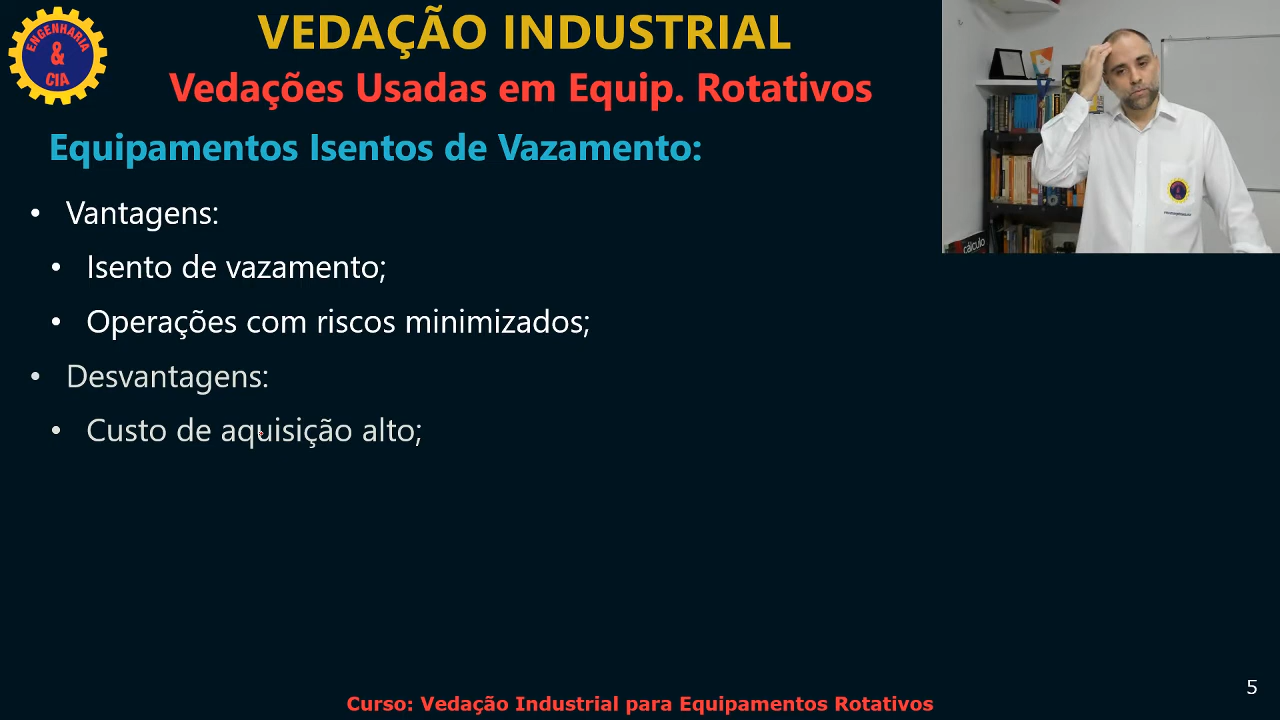 ENGENHARIA
&
CIA
VEDAÇÃO INDUSTRIAL
Vedações Usadas em Equip. Rotativos
Equipamentos Isentos de Vazamento:
• Vantagens:
• Isento de vazamento;
• Operações com riscos minimizados;
• Desvantagens:
• Custo de aquisição alto;
cálculo
Curso: Vedação Industrial para Equipamentos Rotativos
5